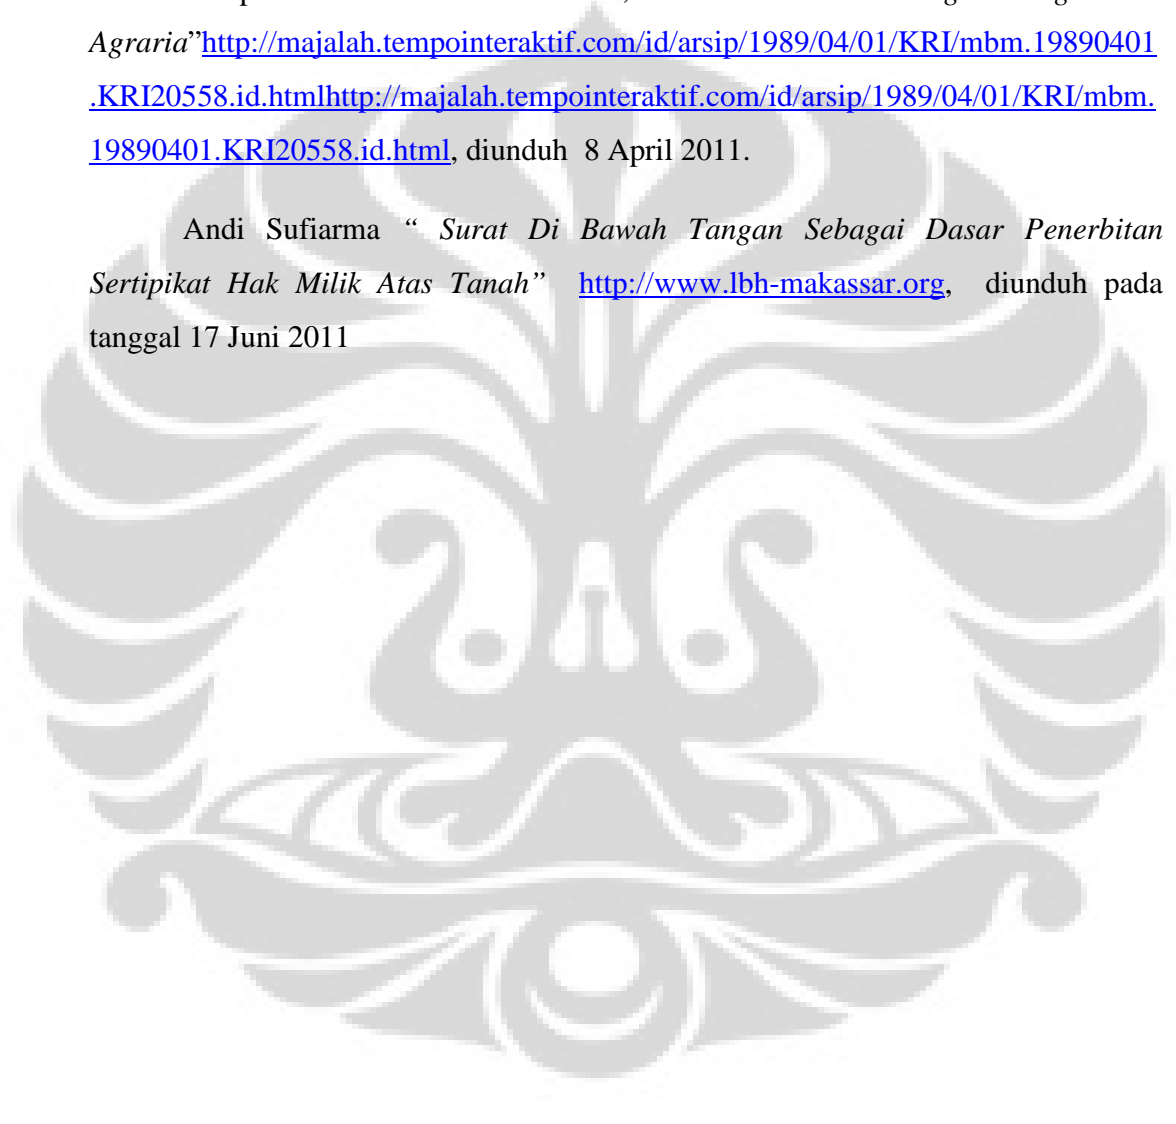 Agraria”http://majalah.tempointeraktif.com/id/arsip/1989/04/01/KRI/mbm.19890401
.KRI20558.id.htmlhttp://majalah.tempointeraktif.com/id/arsip/1989/04/01/KRI/mbm.
19890401.KRI20558.id.html, diunduh  8 April 2011.
Andi Sufiarma “ Surat Di Bawah Tangan Sebagai Dasar Penerbitan
Sertipikat Hak Milik Atas Tanah” http://www.lbh-makassar.org, diunduh pada
tanggal 17 Juni 2011